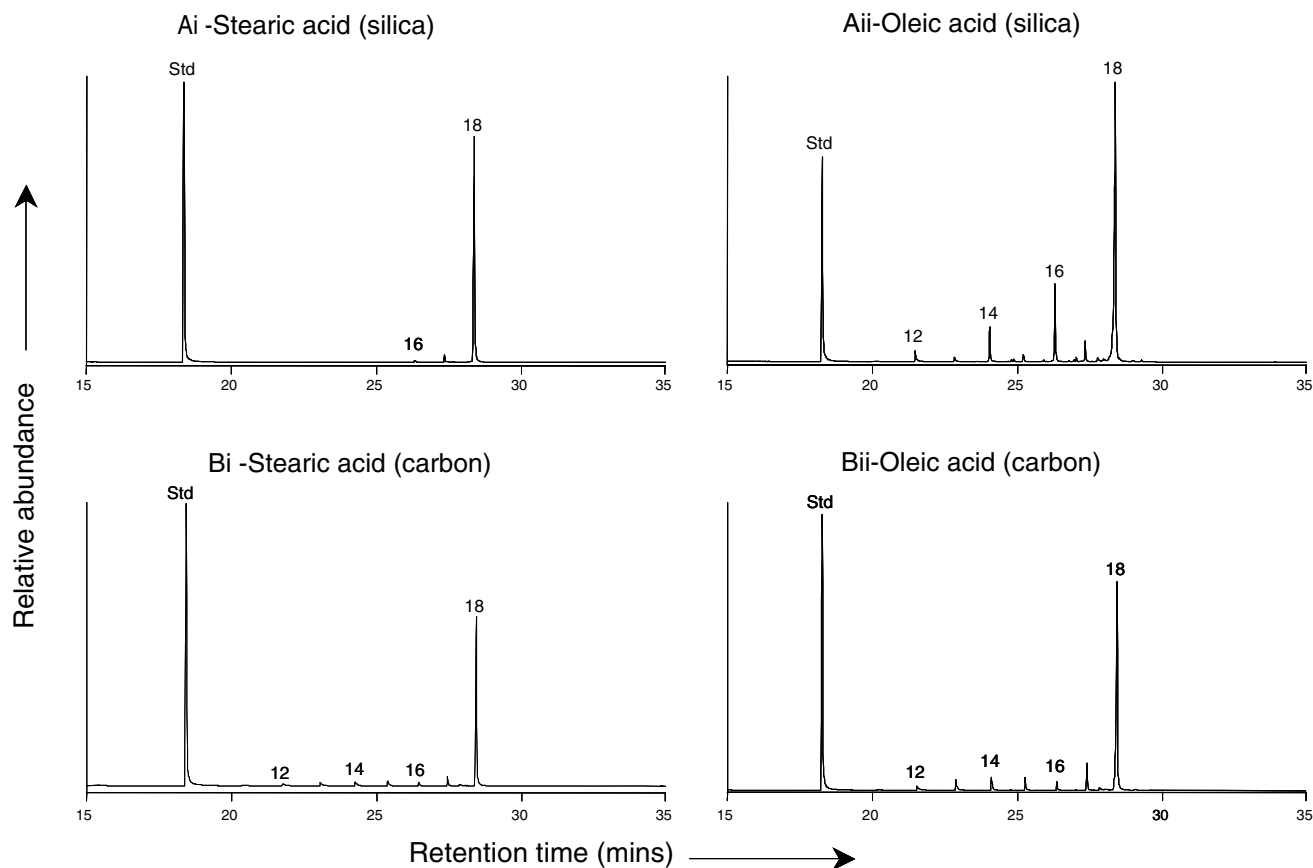 Ai -Stearic acid (silica)
Std
18
16
15 20 25 30 35
Aii-Oleic acid (silica)
Std
12
14
16
18
15 20 25 30 35
Bi -Stearic acid (carbon)
Std
12
14
16
18
15 20 25 30 35
Bii-Oleic acid (carbon)
Std
12
14
16
18
15 20 25 30 35
Relative abundance
Retention time (mins)